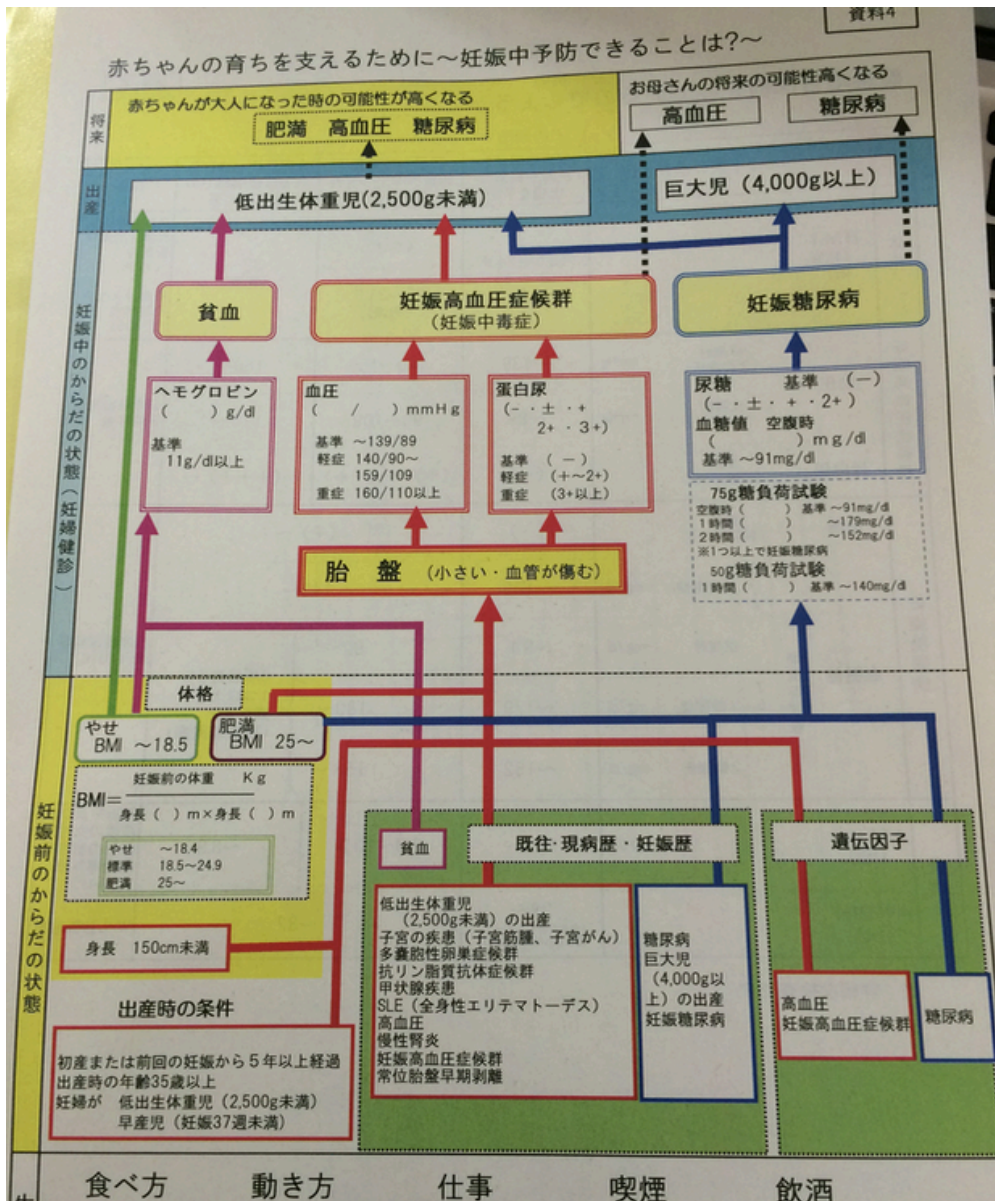 資料4
赤ちゃんの育ちを支えるために～妊娠中予防できることは?～
将来
赤ちゃんが大人になった時の可能性が高くなる
肥満 高血圧 糖尿病
お母さんの将来の可能性高くなる
高血圧
糖尿病
出産
低出生体重児(2,500g未満)
巨大児（4,000g以上）
妊娠中のからだの状態（妊婦健診）
貧血
妊娠高血圧症候群
(妊娠中毒症)
妊娠糖尿病
ヘモグロビン
(　　) g/dl
基準
11g/dl以上
血圧
(　　/　　) mmHg
基準 ～139/89
軽症 140/90～
159/109
重症 160/110以上
蛋白尿
(－ ・ ± ・ +
2+ ・ 3+)
基準 (－)
軽症 (+～2+)
重症 (3+以上)
尿糖 基準 (－)
(－ ・ ± ・ + ・ 2+ )
血糖値 空腹時
(　　　　) mg/dl
基準 ～91mg/dl
75g糖負荷試験
空腹時 (　　　) 基準 ～91mg/dl
1時間 (　　　) ～179mg/dl
2時間 (　　　) ～152mg/dl
※1つ以上で妊娠糖尿病
50g糖負荷試験
1時間 (　　　) 基準 ～140mg/dl
胎 盤 (小さい・血管が傷む)
妊娠前のからだの状態
体格
やせ
BMI ～18.5
肥満
BMI 25～
妊娠前の体重 Kg
BMI=
身長 (　) m×身長 (　) m
やせ ～18.4
標準 18.5～24.9
肥満 25～
身長 150cm未満
出産時の条件
初産または前回の妊娠から5年以上経過
出産時の年齢35歳以上
妊婦が 低出生体重児 (2,500g未満)
早産児 (妊娠37週未満)
貧血
既往・現病歴・妊娠歴
低出生体重児
(2,500g未満) の出産
子宮の疾患 (子宮筋腫、子宮がん)
多嚢胞性卵巣症候群
抗リン脂質抗体症候群
甲状腺疾患
SLE (全身性エリテマトーデス)
高血圧
慢性腎炎
妊娠高血圧症候群
常位胎盤早期剥離
糖尿病
巨大児
(4,000g以
上) の出産
妊娠糖尿病
遺伝因子
高血圧
妊娠高血圧症候群
糖尿病
食べ方 動き方 仕事 喫煙 飲酒